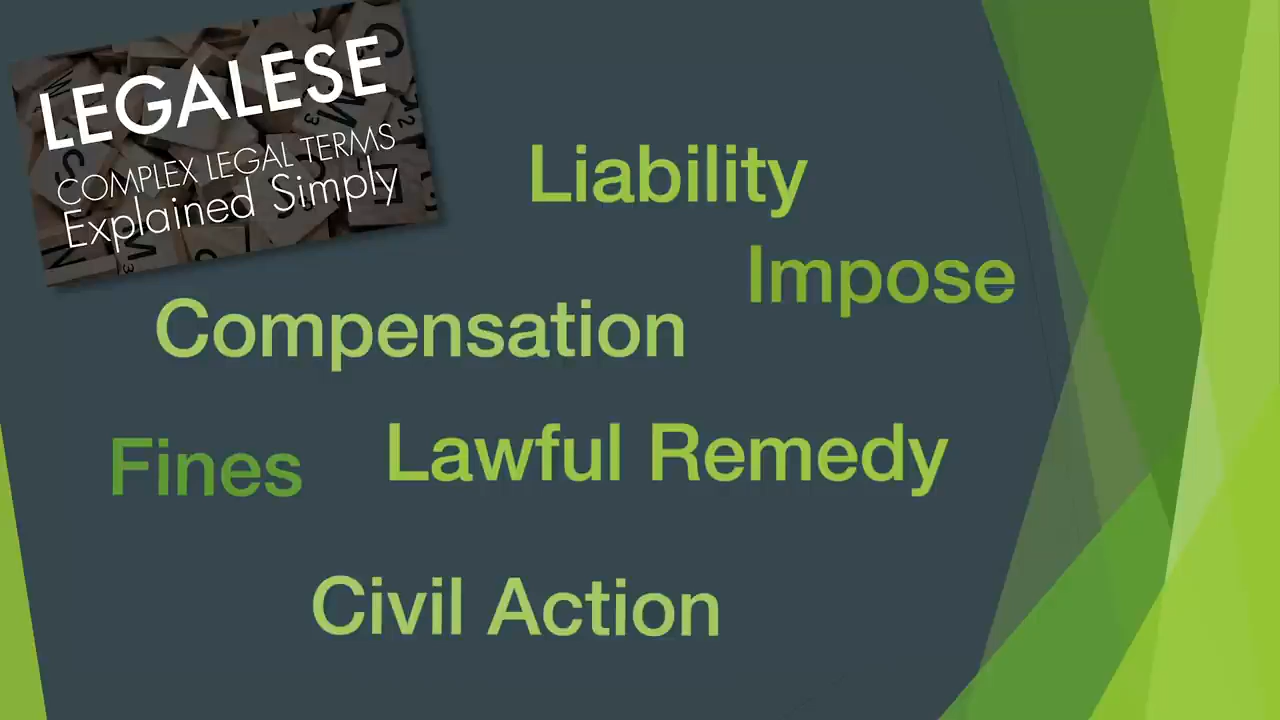 LEGALESE
COMPLEX LEGAL TERMS
Explained Simply
Liability
Impose
Compensation
Fines
Lawful Remedy
Civil Action